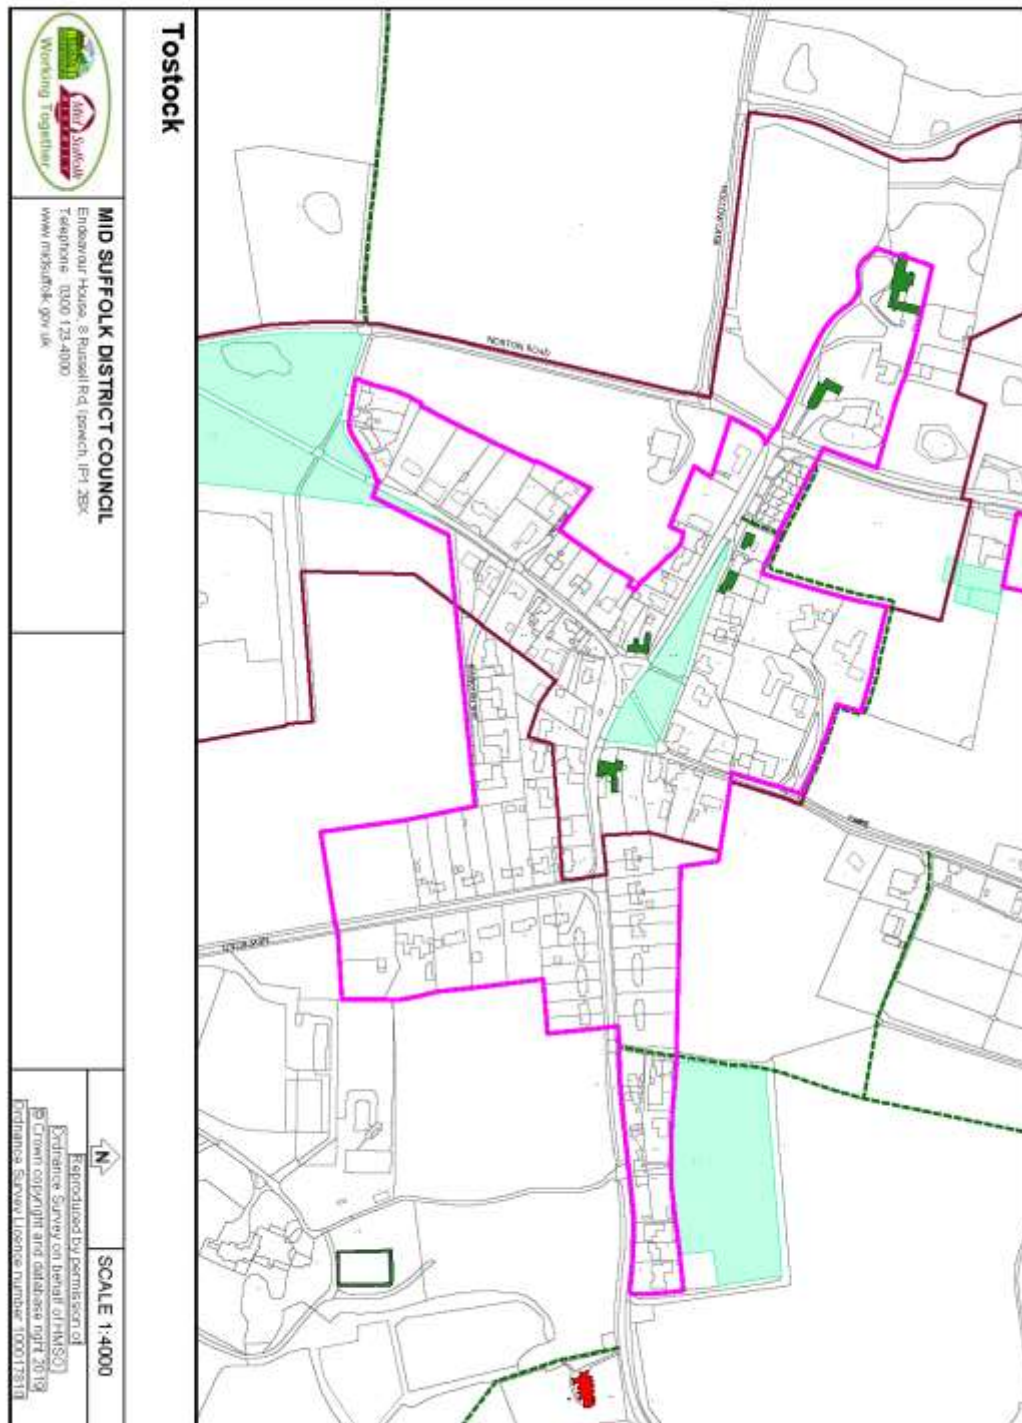 Tostock
Mid Suffolk
DISTRICT
Working Together
MID SUFFOLK DISTRICT COUNCIL
Endeavour House, 8 Russell Rd, Ipswich, IP1 2BX.
Telephone : 0300 123 4000
www.midsuffolk.gov.uk
N
SCALE 1:4000
Reproduced by permission of
Ordnance Survey on behalf of HMSO.
© Crown copyright and database right 2019
Ordnance Survey Licence number 100017810
NORTON ROAD